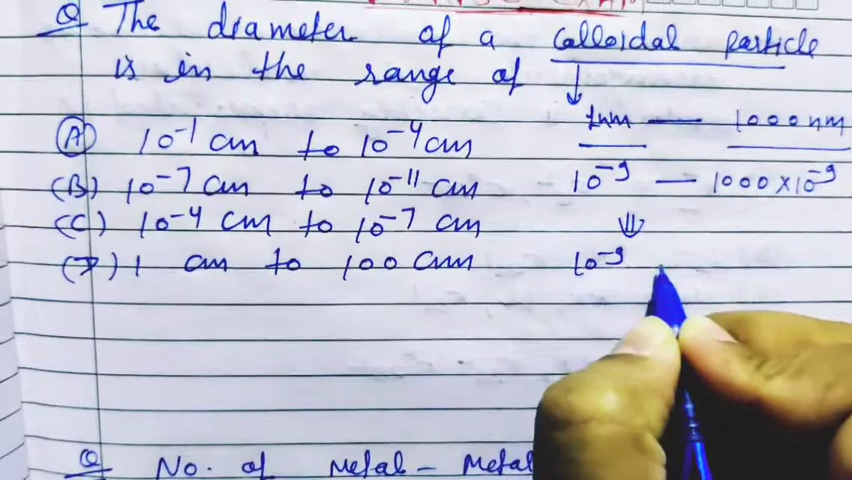 Q The diameter of a colloidal particle
is in the range of
1nm — 1000nm
(A) 10⁻¹ cm to 10⁻⁴ cm
(B) 10⁻⁷ cm to 10⁻¹¹ cm
10⁻⁹ — 1000×10⁻⁹
(C) 10⁻⁴ cm to 10⁻⁷ cm
(D) 1 cm to 100 cm
10⁻⁹
Q No. of Metal - Metal